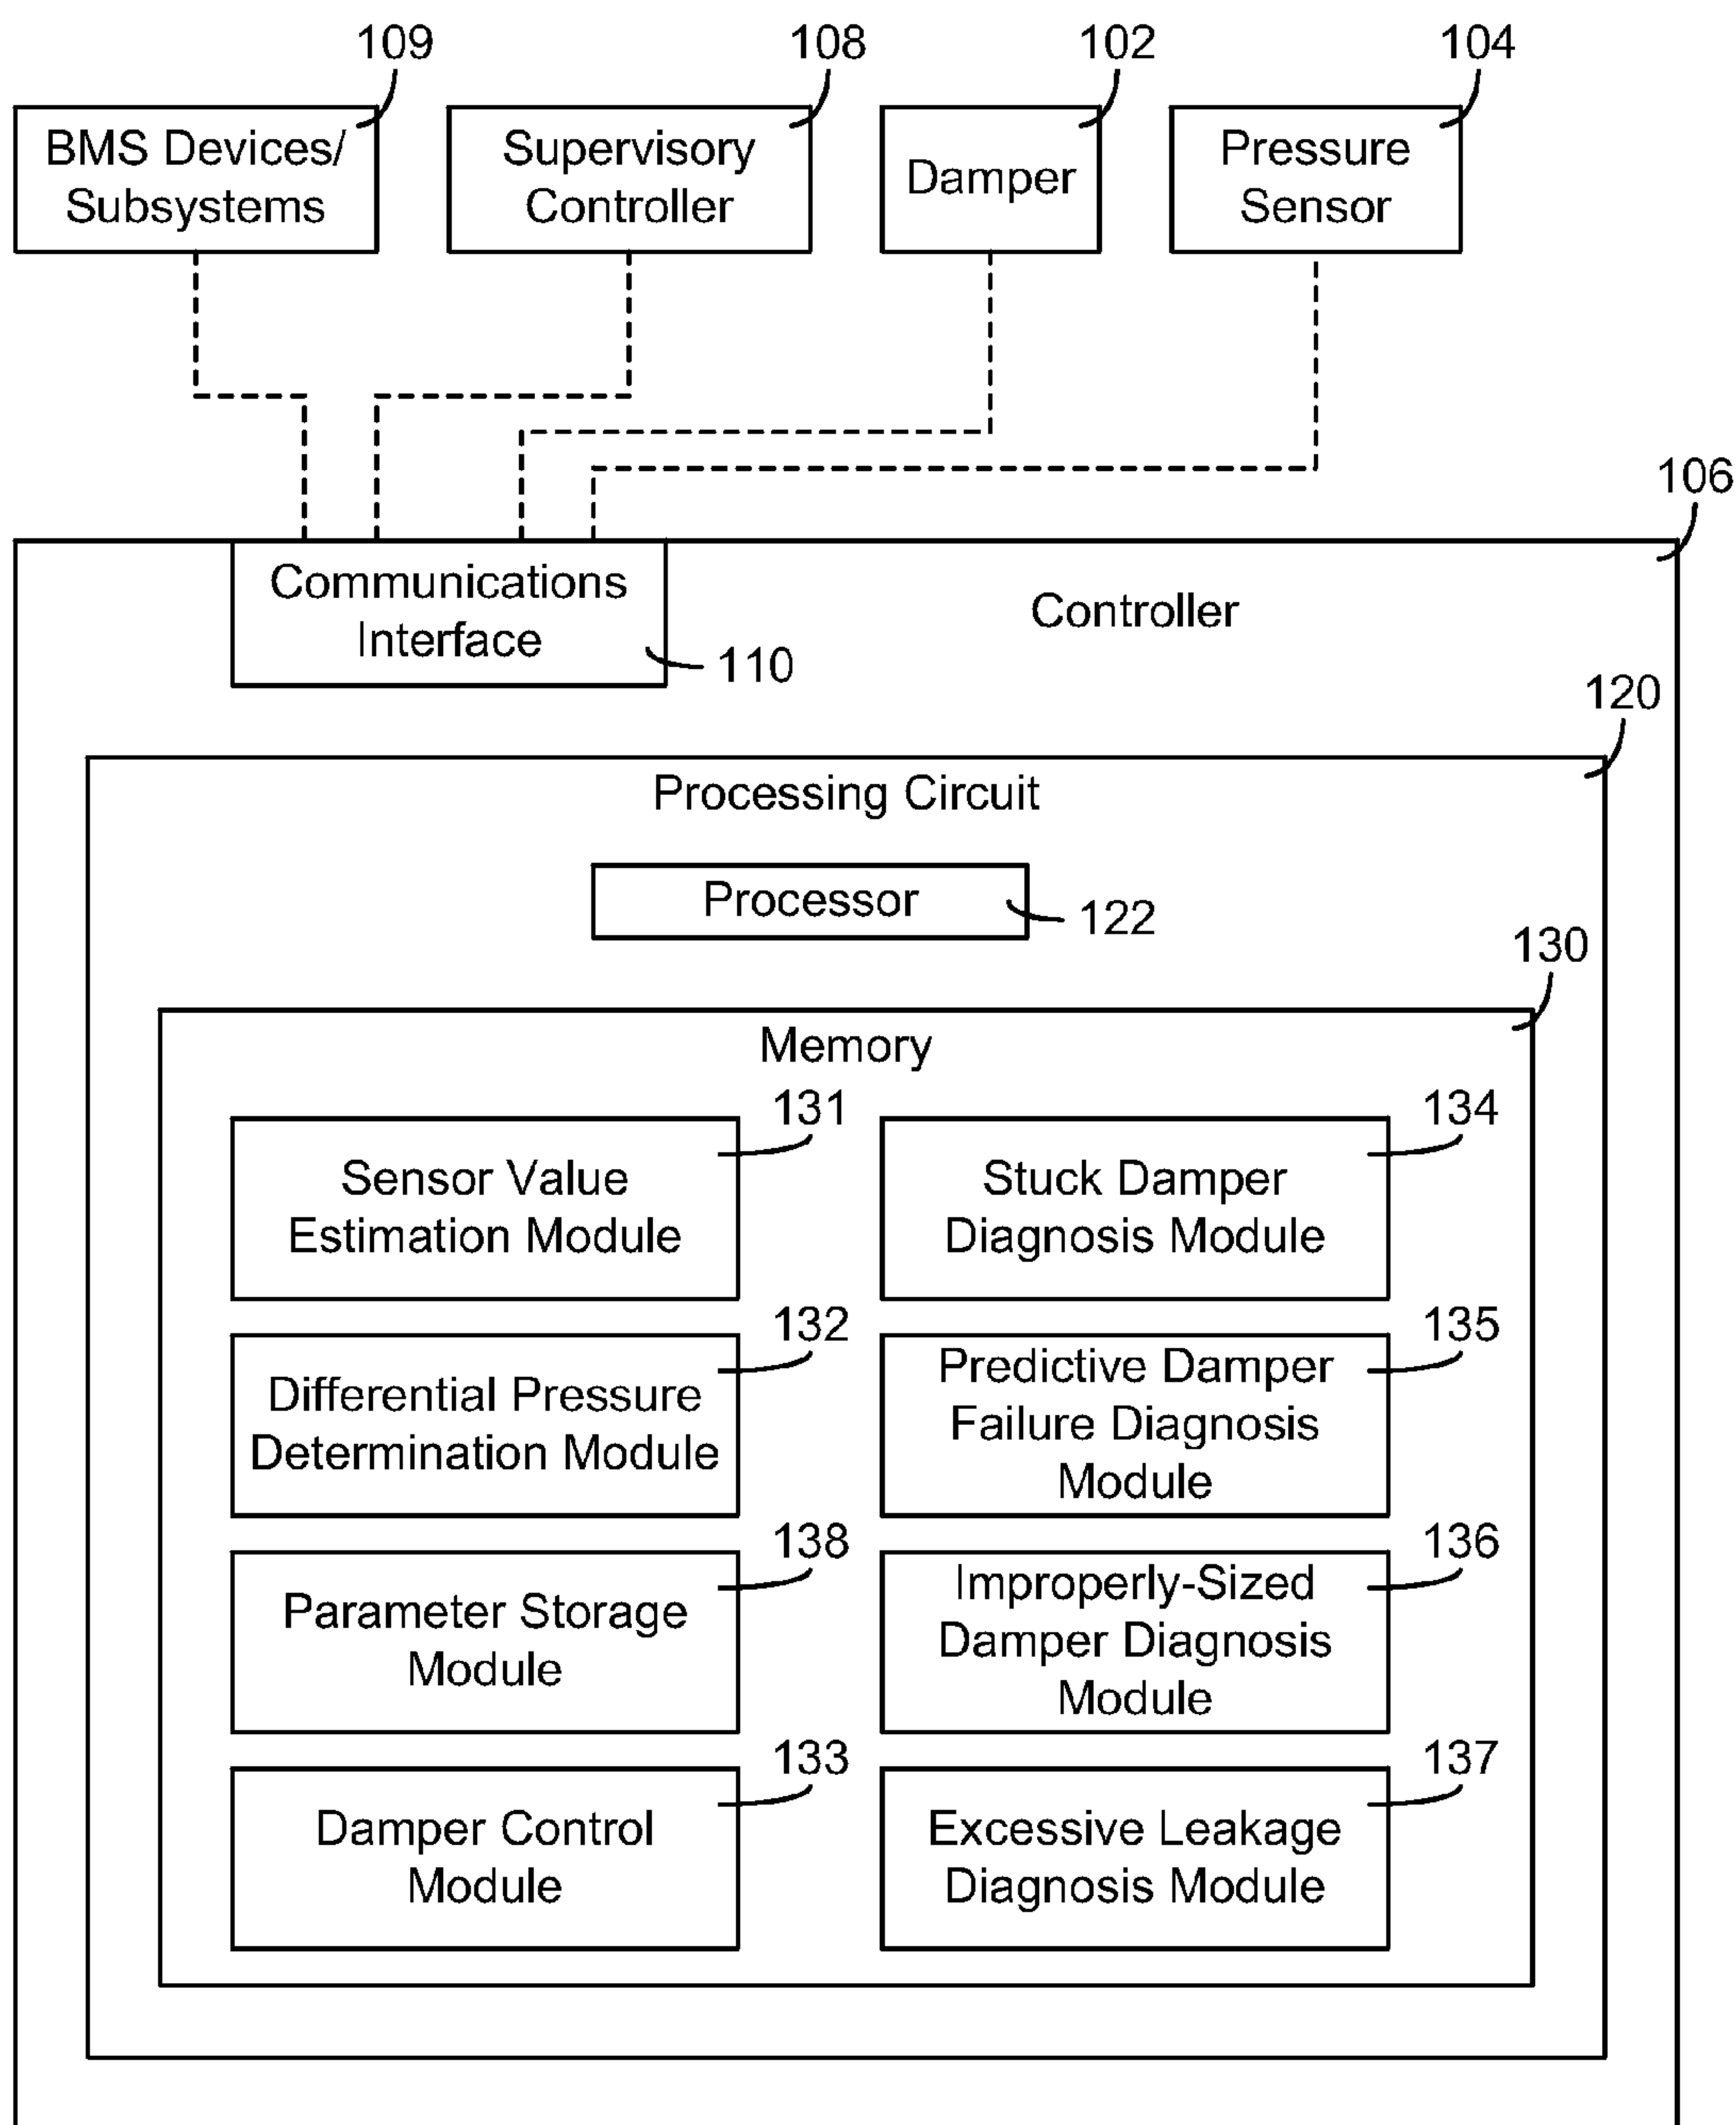 109
108
102
104
BMS Devices/
Subsystems
Supervisory
Controller
Damper
Pressure
Sensor
106
Communications
Interface
110
Controller
120
Processing Circuit
Processor
122
130
Memory
131
Sensor Value
Estimation Module
134
Stuck Damper
Diagnosis Module
132
Differential Pressure
Determination Module
135
Predictive Damper
Failure Diagnosis
Module
138
Parameter Storage
Module
136
Improperly-Sized
Damper Diagnosis
Module
133
Damper Control
Module
137
Excessive Leakage
Diagnosis Module